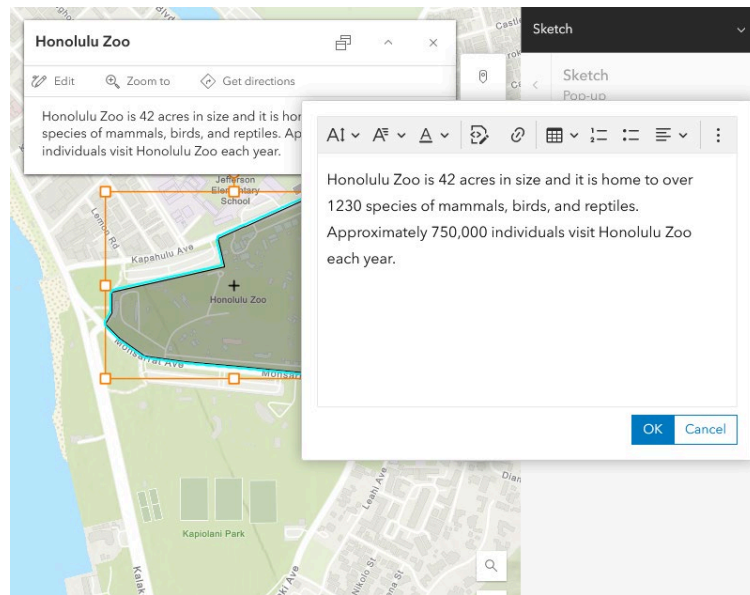 Castle
Sketch
Honolulu Zoo
Edit
Zoom to
Get directions
Sketch
Pop-up
Honolulu Zoo is 42 acres in size and it is
species of mammals, birds, and reptiles.
individuals visit Honolulu Zoo each year.
Honolulu Zoo is 42 acres in size and it is home to over
1230 species of mammals, birds, and reptiles.
Approximately 750,000 individuals visit Honolulu Zoo
each year.
OK
Cancel
Jefferson
Elementary
School
Lemon Rd
Kapahulu Ave
Honolulu Zoo
Monsarrat Ave
Leahi Ave
Kapiolani Park